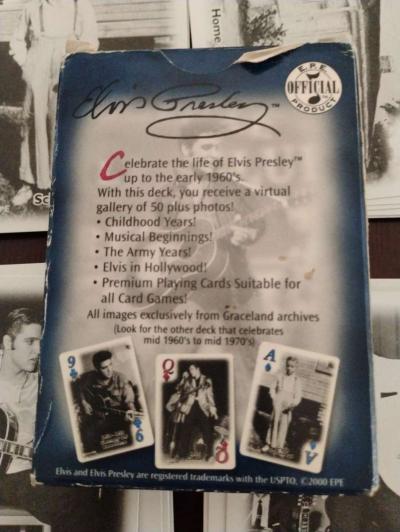 Home
E.P.E.
OFFICIAL
PRODUCT
Elvis Presley™
Celebrate the life of Elvis Presley™
up to the early 1960's.
With this deck, you receive a virtual
gallery of 50 plus photos!
• Childhood Years!
• Musical Beginnings!
• The Army Years!
• Elvis in Hollywood!
• Premium Playing Cards Suitable for
all Card Games!
All images exclusively from Graceland archives
(Look for the other deck that celebrates
mid 1960's to mid 1970's)
9
Q
A
9
Q
A
Elvis and Elvis Presley are registered trademarks with the USPTO, ©2000 EPE